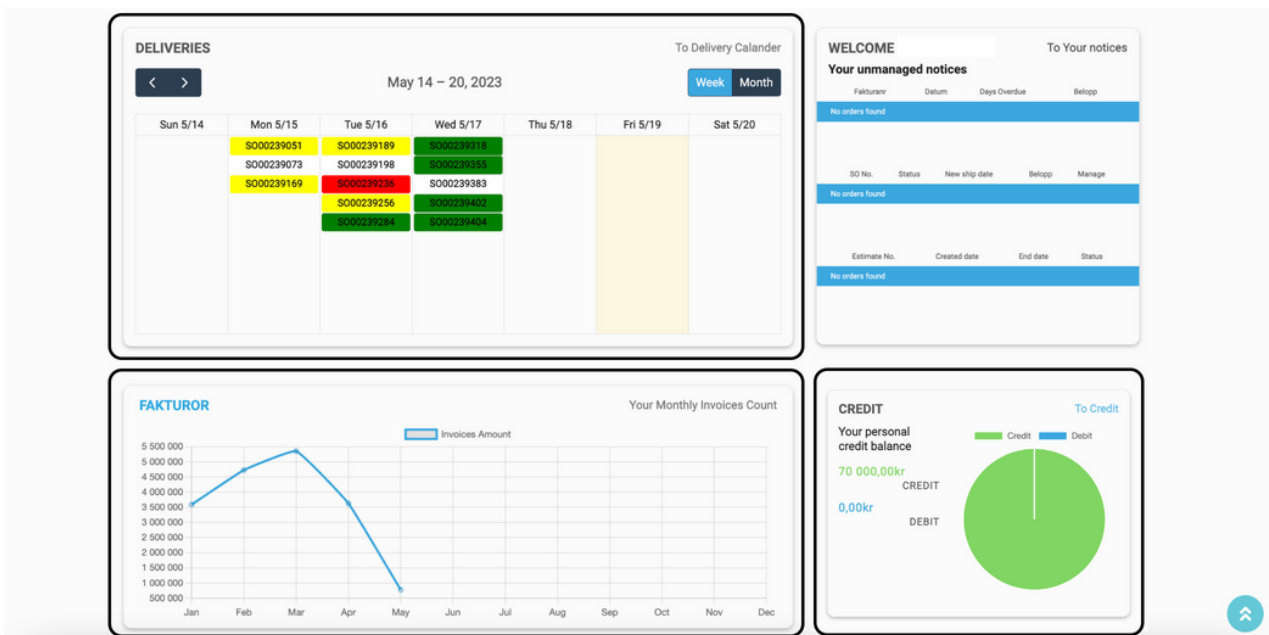 DELIVERIES
To Delivery Calander
May 14 – 20, 2023
Week Month
Sun 5/14 Mon 5/15 Tue 5/16 Wed 5/17 Thu 5/18 Fri 5/19 Sat 5/20
SO00239051 SO00239189 SO00239318
SO00239073 SO00239198 SO00239355
SO00239169 SO00239236 SO00239383
SO00239256 SO00239402
SO00239284 SO00239404
WELCOME
To Your notices
Your unmanaged notices
Fakturanr Datum Days Overdue Belopp
No orders found
SO No. Status New ship date Belopp Manage
No orders found
Estimate No. Created date End date Status
No orders found
FAKTUROR
Your Monthly Invoices Count
Invoices Amount
5 500 000
5 000 000
4 500 000
4 000 000
3 500 000
3 000 000
2 500 000
2 000 000
1 500 000
1 000 000
500 000
Jan Feb Mar Apr May Jun Jul Aug Sep Oct Nov Dec
CREDIT
To Credit
Your personal
credit balance
70 000,00kr
CREDIT
0,00kr
DEBIT
Credit Debit